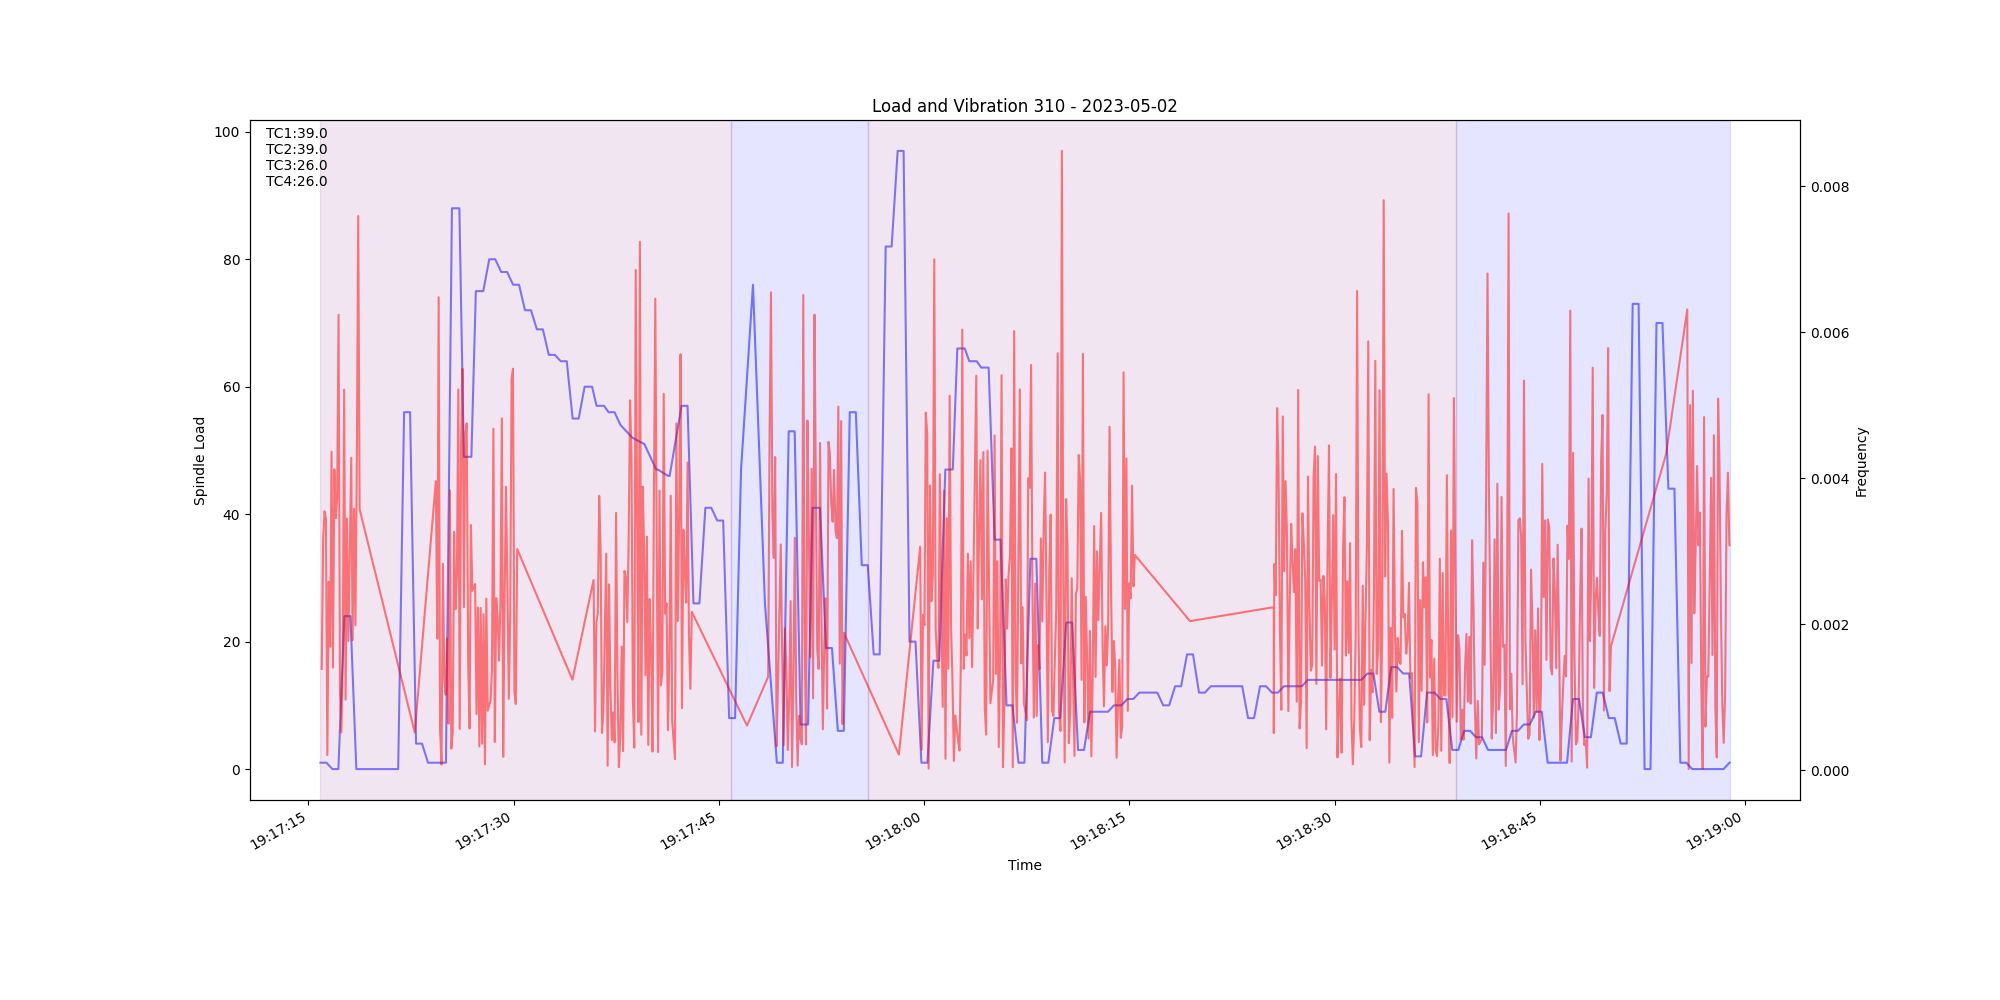 Load and Vibration 310 - 2023-05-02
TC1:39.0
TC2:39.0
TC3:26.0
TC4:26.0
100
80
60
40
20
0
Spindle Load
0.008
0.006
0.004
0.002
0.000
Frequency
19:17:15
19:17:30
19:17:45
19:18:00
19:18:15
19:18:30
19:18:45
19:19:00
Time